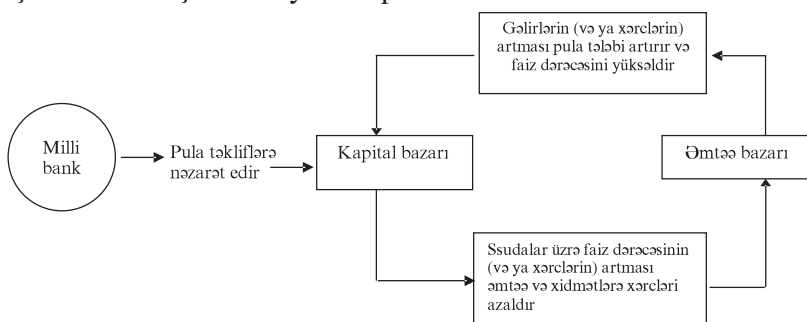 Gəlirlərin (və ya xərclərin)
artması pula tələbi artırır və
faiz dərəcəsini yüksəldir
Milli
bank
Pula təkliflərə
nəzarət edir
Kapital bazarı
Əmtəə bazarı
Ssudalar üzrə faiz dərəcəsinin
(və ya xərclərin) artması
əmtəə və xidmətlərə xərcləri
azaldır